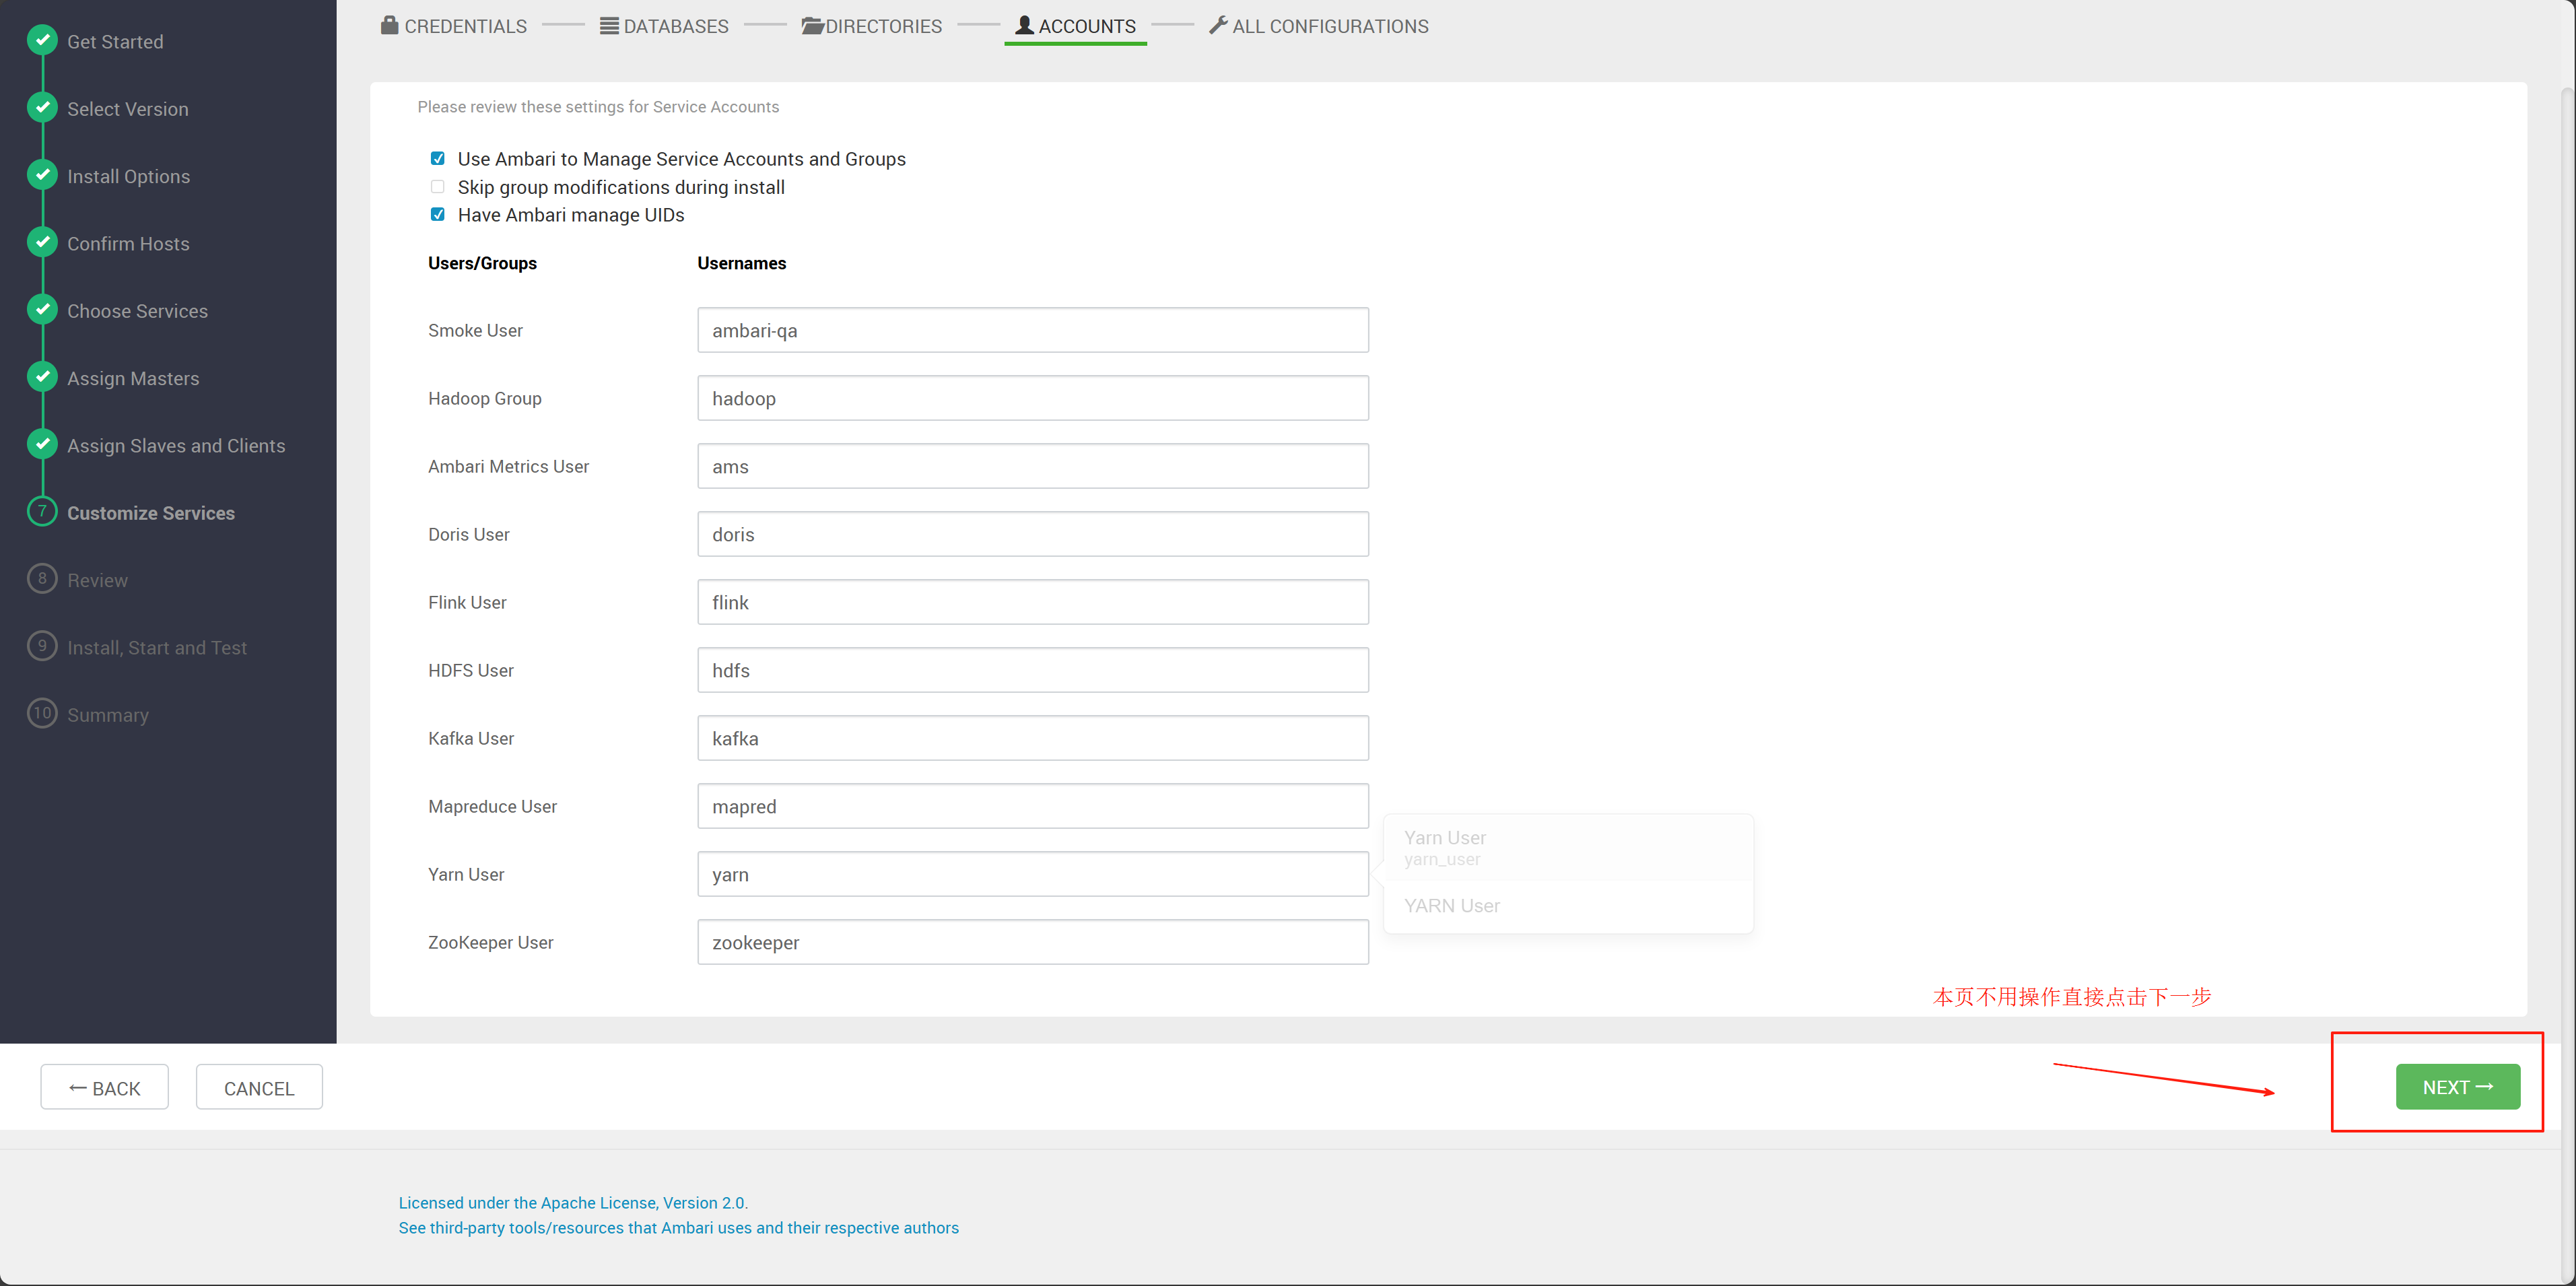 Get Started
Select Version
Install Options
Confirm Hosts
Choose Services
Assign Masters
Assign Slaves and Clients
7 Customize Services
8 Review
9 Install, Start and Test
10 Summary
CREDENTIALS DATABASES DIRECTORIES ACCOUNTS ALL CONFIGURATIONS
Please review these settings for Service Accounts
Use Ambari to Manage Service Accounts and Groups
Skip group modifications during install
Have Ambari manage UIDs
Users/Groups Usernames
Smoke User ambari-qa
Hadoop Group hadoop
Ambari Metrics User ams
Doris User doris
Flink User flink
HDFS User hdfs
Kafka User kafka
Mapreduce User mapred
Yarn User yarn
ZooKeeper User zookeeper
Yarn User
yarn_user
YARN User
本页不用操作直接点击下一步
← BACK CANCEL NEXT →
Licensed under the Apache License, Version 2.0.
See third-party tools/resources that Ambari uses and their respective authors